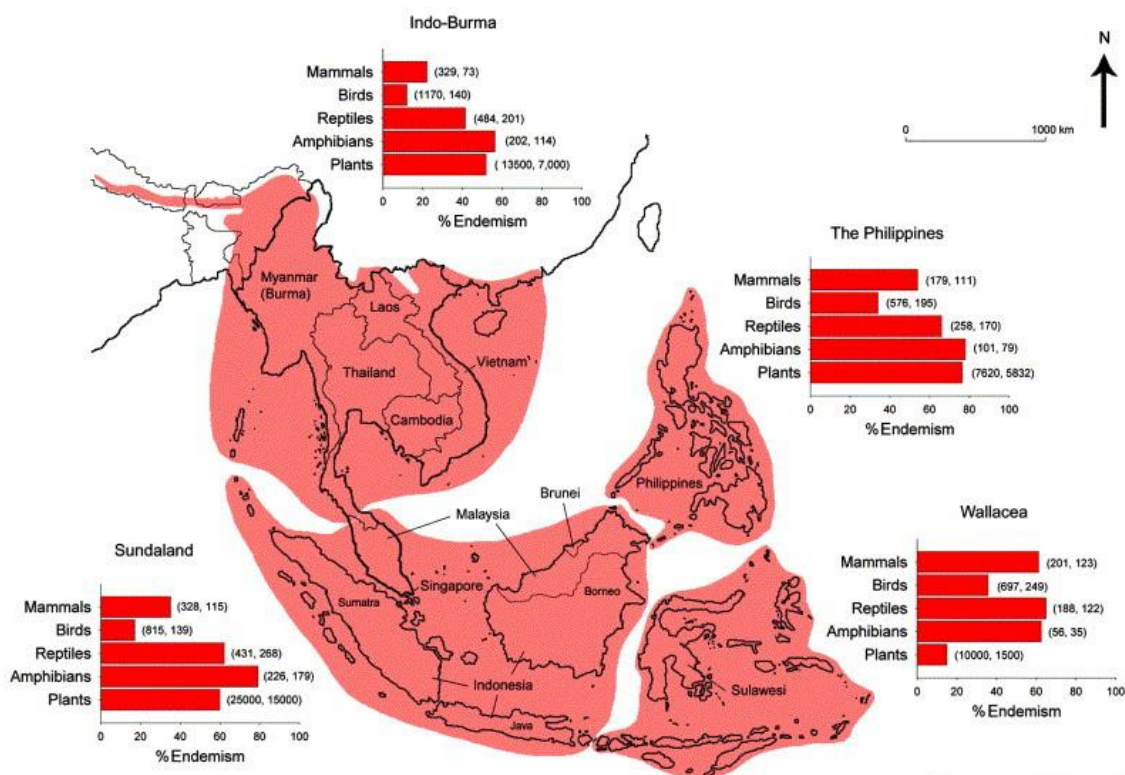 Indo-Burma
Mammals (329, 73)
Birds (1170, 140)
Reptiles (484, 201)
Amphibians (202, 114)
Plants ( 13500, 7,000)
0 20 40 60 80 100
% Endemism
N
0 1000 km
The Philippines
Mammals (179, 111)
Birds (576, 195)
Reptiles (258, 170)
Amphibians (101, 79)
Plants (7620, 5832)
0 20 40 60 80 100
% Endemism
Myanmar
(Burma)
Laos
Thailand
Vietnam
Cambodia
Philippines
Brunei
Malaysia
Singapore
Sumatra
Borneo
Indonesia
Java
Sulawesi
Sundaland
Mammals (328, 115)
Birds (815, 139)
Reptiles (431, 268)
Amphibians (226, 179)
Plants (25000, 15000)
0 20 40 60 80 100
% Endemism
Wallacea
Mammals (201, 123)
Birds (697, 249)
Reptiles (188, 122)
Amphibians (56, 35)
Plants (10000, 1500)
0 20 40 60 80 100
% Endemism